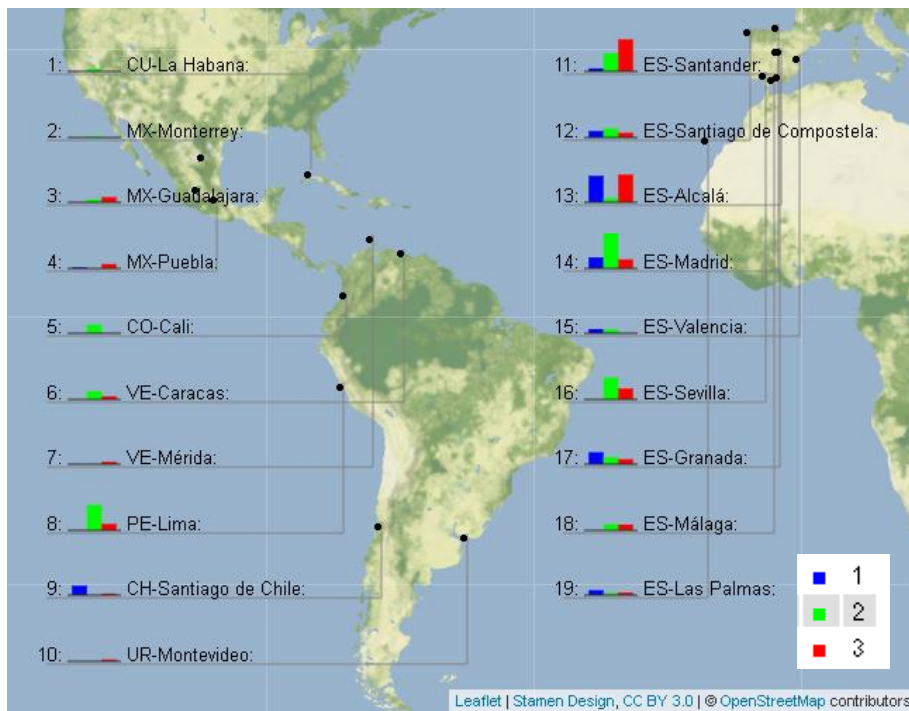 1: CU-La Habana:
2: MX-Monterrey:
3: MX-Guadalajara:
4: MX-Puebla:
5: CO-Cali:
6: VE-Caracas:
7: VE-Mérida:
8: PE-Lima:
9: CH-Santiago de Chile:
10: UR-Montevideo:
11: ES-Santander:
12: ES-Santiago de Compostela:
13: ES-Alcalá:
14: ES-Madrid:
15: ES-Valencia:
16: ES-Sevilla:
17: ES-Granada:
18: ES-Málaga:
19: ES-Las Palmas:
1
2
3
Leaflet | Stamen Design, CC BY 3.0 | © OpenStreetMap contributors